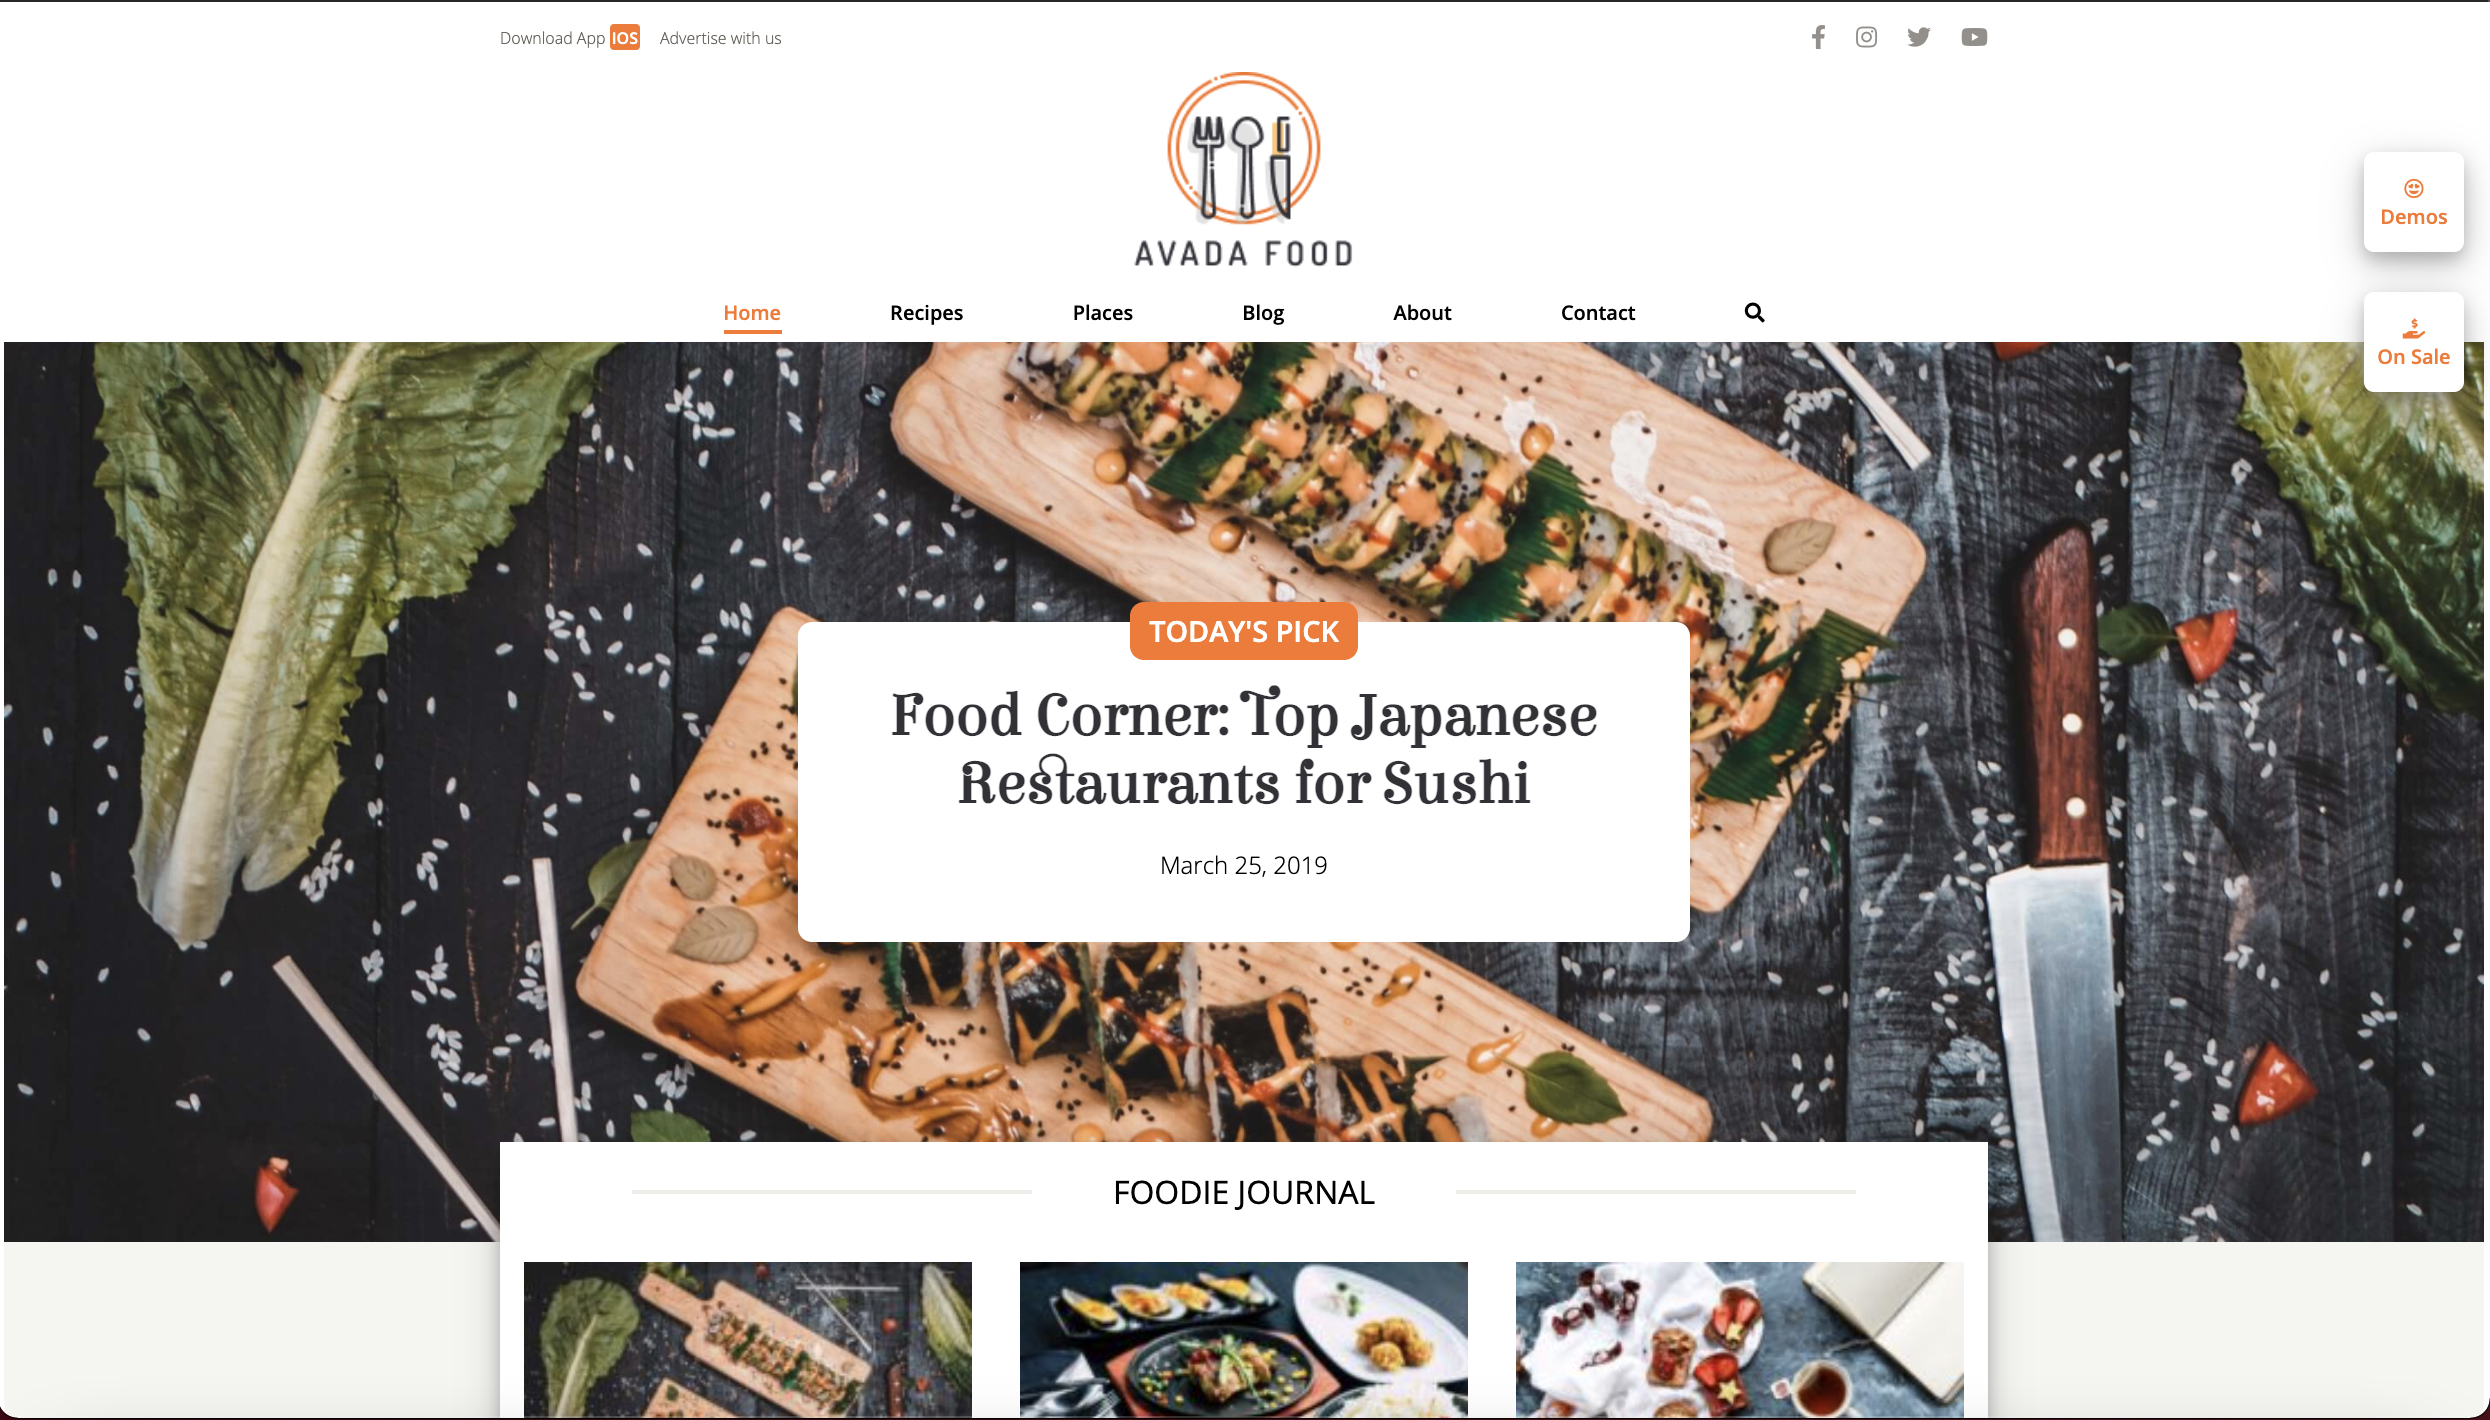 Download App IOS Advertise with us
AVADA FOOD
Demos
Home Recipes Places Blog About Contact
On Sale
TODAY'S PICK
Food Corner: Top Japanese
Restaurants for Sushi
March 25, 2019
FOODIE JOURNAL